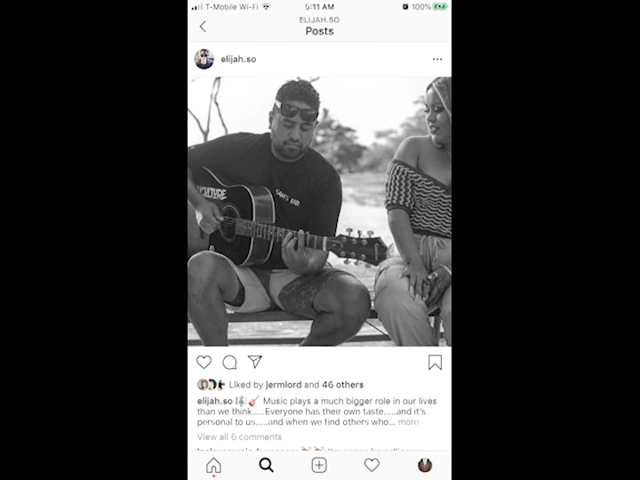 T-Mobile Wi-Fi 5:11 AM 100%
ELIJAH.SO
Posts
elijah.so
Liked by jermlord and 46 others
elijah.so Music plays a much bigger role in our lives
than we think.....Everyone has their own taste.....and it's
personal to us.....and when we find others who... more
View all 6 comments